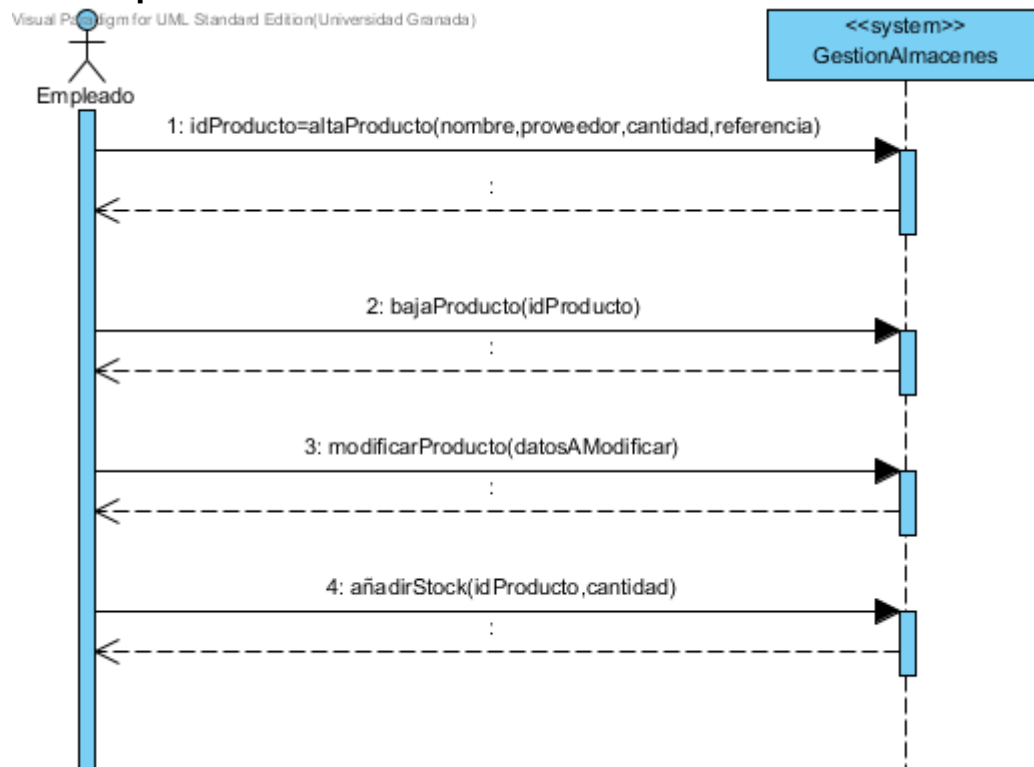 Visual Paradigm for UML Standard Edition(Universidad Granada)
<<system>>
GestionAlmacenes
Empleado
1: idProducto=altaProducto(nombre,proveedor,cantidad,referencia)
:
2: bajaProducto(idProducto)
:
3: modificarProducto(datosAModificar)
:
4: añadirStock(idProducto,cantidad)
: